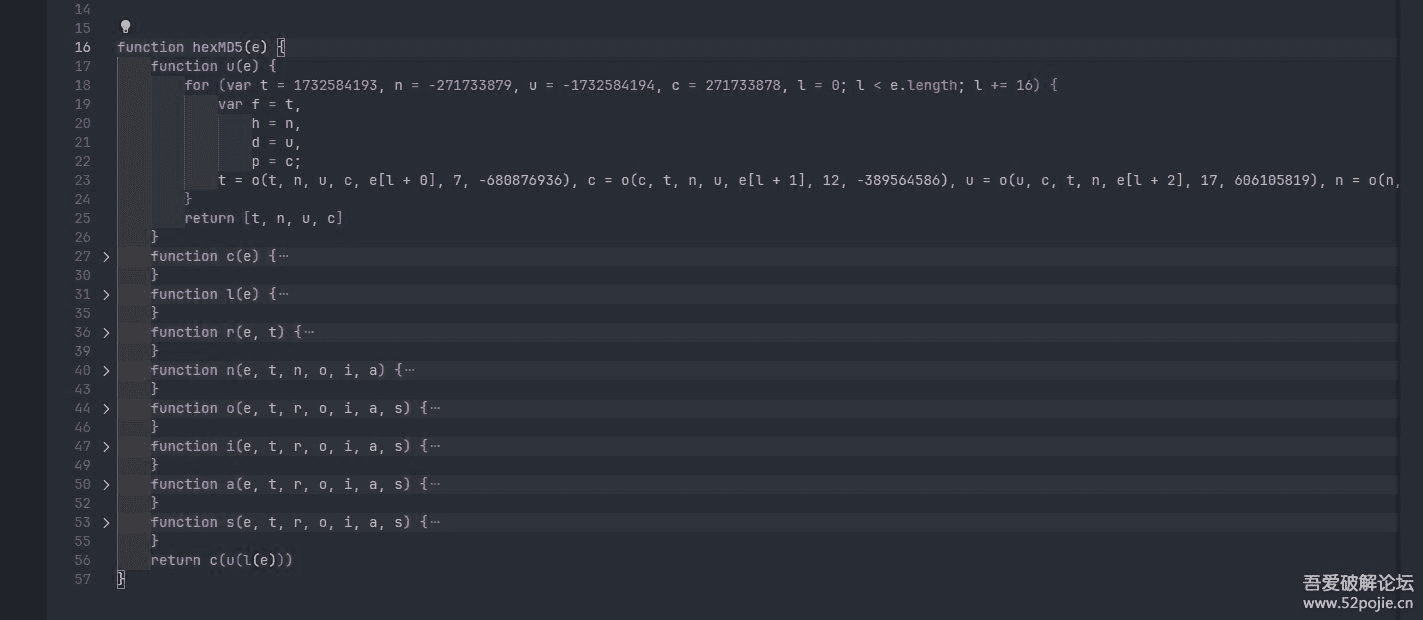 14
15
16 function hexMD5(e) {
17 function u(e) {
18 for (var t = 1732584193, n = -271733879, u = -1732584194, c = 271733878, l = 0; l < e.length; l += 16) {
19 var f = t,
20 h = n,
21 d = u,
22 p = c;
23 t = o(t, n, u, c, e[l + 0], 7, -680876936), c = o(c, t, n, u, e[l + 1], 12, -389564586), u = o(u, c, t, n, e[l + 2], 17, 606105819), n = o(n,
24 }
25 return [t, n, u, c]
26 }
27 function c(e) {⋯
30 }
31 function l(e) {⋯
35 }
36 function r(e, t) {⋯
39 }
40 function n(e, t, n, o, i, a) {⋯
43 }
44 function o(e, t, r, o, i, a, s) {⋯
46 }
47 function i(e, t, r, o, i, a, s) {⋯
49 }
50 function a(e, t, r, o, i, a, s) {⋯
52 }
53 function s(e, t, r, o, i, a, s) {⋯
55 }
56 return c(u(l(e)))
57 }
吾爱破解论坛
www.52pojie.cn